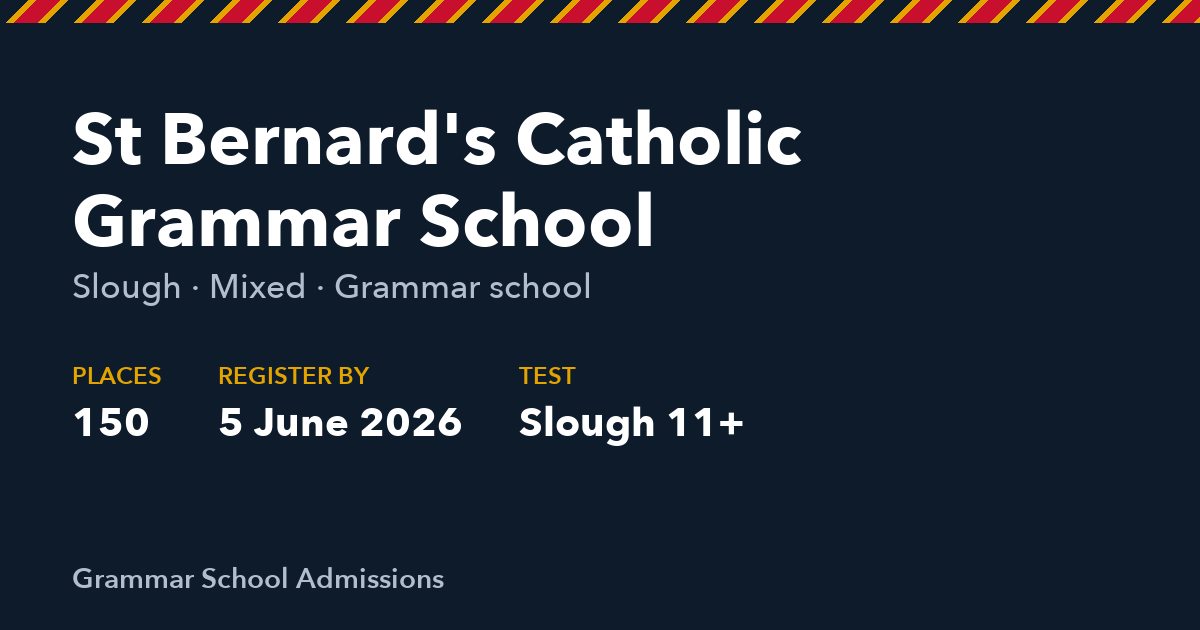 St Bernard's Catholic
Grammar School
Slough · Mixed · Grammar school
PLACES
150
REGISTER BY
5 June 2026
TEST
Slough 11+
Grammar School Admissions